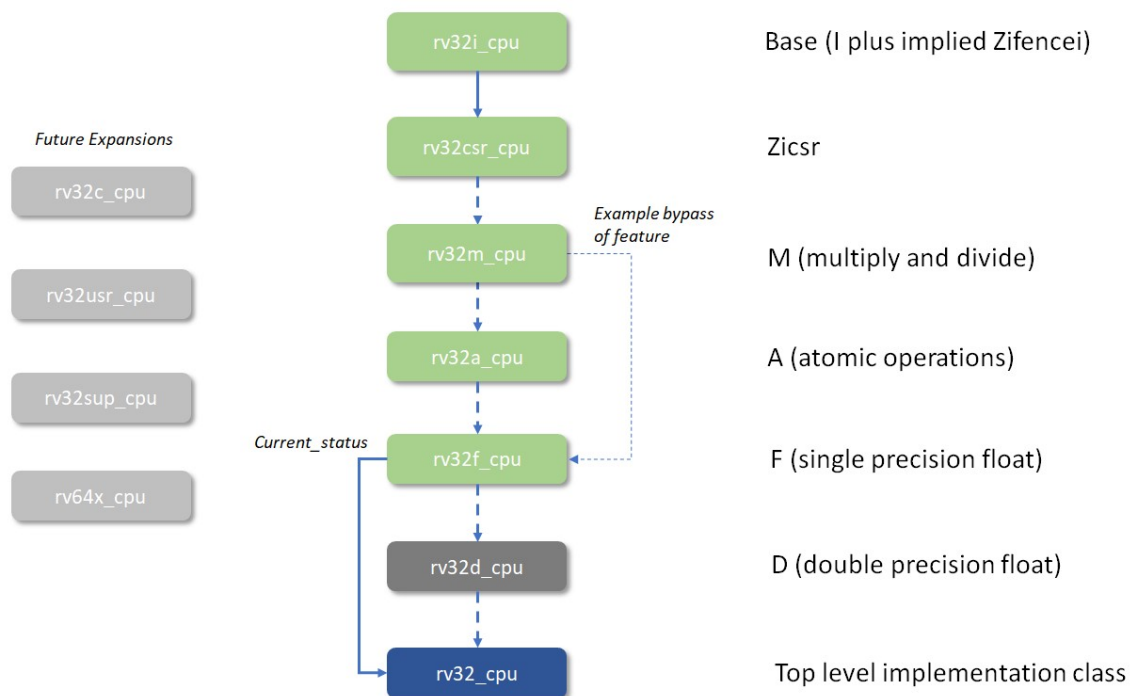 rv32i_cpu
Base (I plus implied Zifencei)
Future Expansions
rv32csr_cpu
Zicsr
rv32c_cpu
Example bypass
of feature
rv32m_cpu
M (multiply and divide)
rv32usr_cpu
rv32a_cpu
A (atomic operations)
rv32sup_cpu
Current_status
rv32f_cpu
F (single precision float)
rv64x_cpu
rv32d_cpu
D (double precision float)
rv32_cpu
Top level implementation class